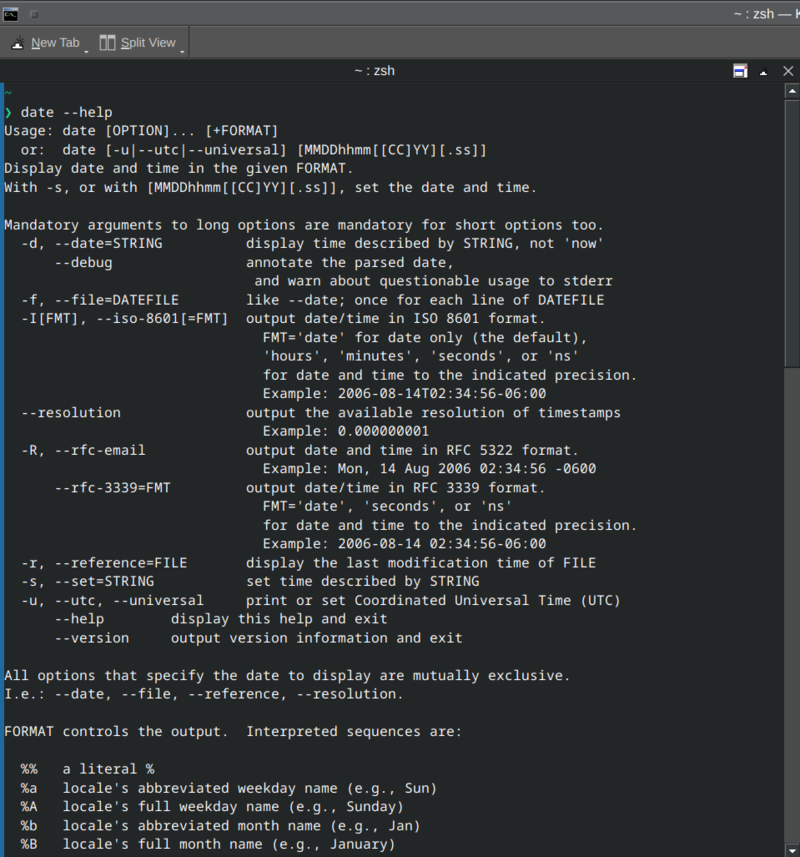 ~ : zsh — K
New Tab Split View
~ : zsh
~
❯ date --help
Usage: date [OPTION]... [+FORMAT]
  or:  date [-u|--utc|--universal] [MMDDhhmm[[CC]YY][.ss]]
Display date and time in the given FORMAT.
With -s, or with [MMDDhhmm[[CC]YY][.ss]], set the date and time.

Mandatory arguments to long options are mandatory for short options too.
  -d, --date=STRING          display time described by STRING, not 'now'
      --debug                annotate the parsed date,
                              and warn about questionable usage to stderr
  -f, --file=DATEFILE        like --date; once for each line of DATEFILE
  -I[FMT], --iso-8601[=FMT]  output date/time in ISO 8601 format.
                               FMT='date' for date only (the default),
                               'hours', 'minutes', 'seconds', or 'ns'
                               for date and time to the indicated precision.
                               Example: 2006-08-14T02:34:56-06:00
  --resolution               output the available resolution of timestamps
                               Example: 0.000000001
  -R, --rfc-email            output date and time in RFC 5322 format.
                               Example: Mon, 14 Aug 2006 02:34:56 -0600
      --rfc-3339=FMT         output date/time in RFC 3339 format.
                               FMT='date', 'seconds', or 'ns'
                               for date and time to the indicated precision.
                               Example: 2006-08-14 02:34:56-06:00
  -r, --reference=FILE       display the last modification time of FILE
  -s, --set=STRING           set time described by STRING
  -u, --utc, --universal     print or set Coordinated Universal Time (UTC)
      --help        display this help and exit
      --version     output version information and exit

All options that specify the date to display are mutually exclusive.
I.e.: --date, --file, --reference, --resolution.

FORMAT controls the output.  Interpreted sequences are:

  %%   a literal %
  %a   locale's abbreviated weekday name (e.g., Sun)
  %A   locale's full weekday name (e.g., Sunday)
  %b   locale's abbreviated month name (e.g., Jan)
  %B   locale's full month name (e.g., January)